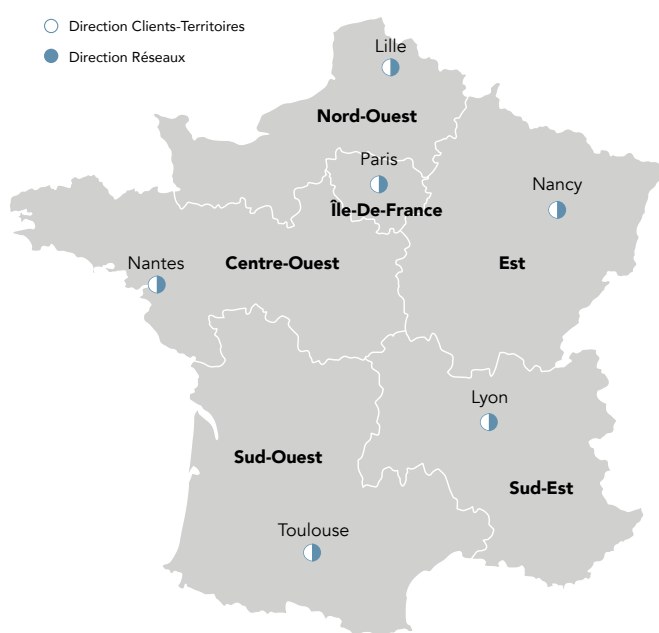 Direction Clients-Territoires
Direction Réseaux
Lille
Nord-Ouest
Paris
Île-De-France
Nancy
Nantes
Centre-Ouest
Est
Lyon
Sud-Ouest
Sud-Est
Toulouse